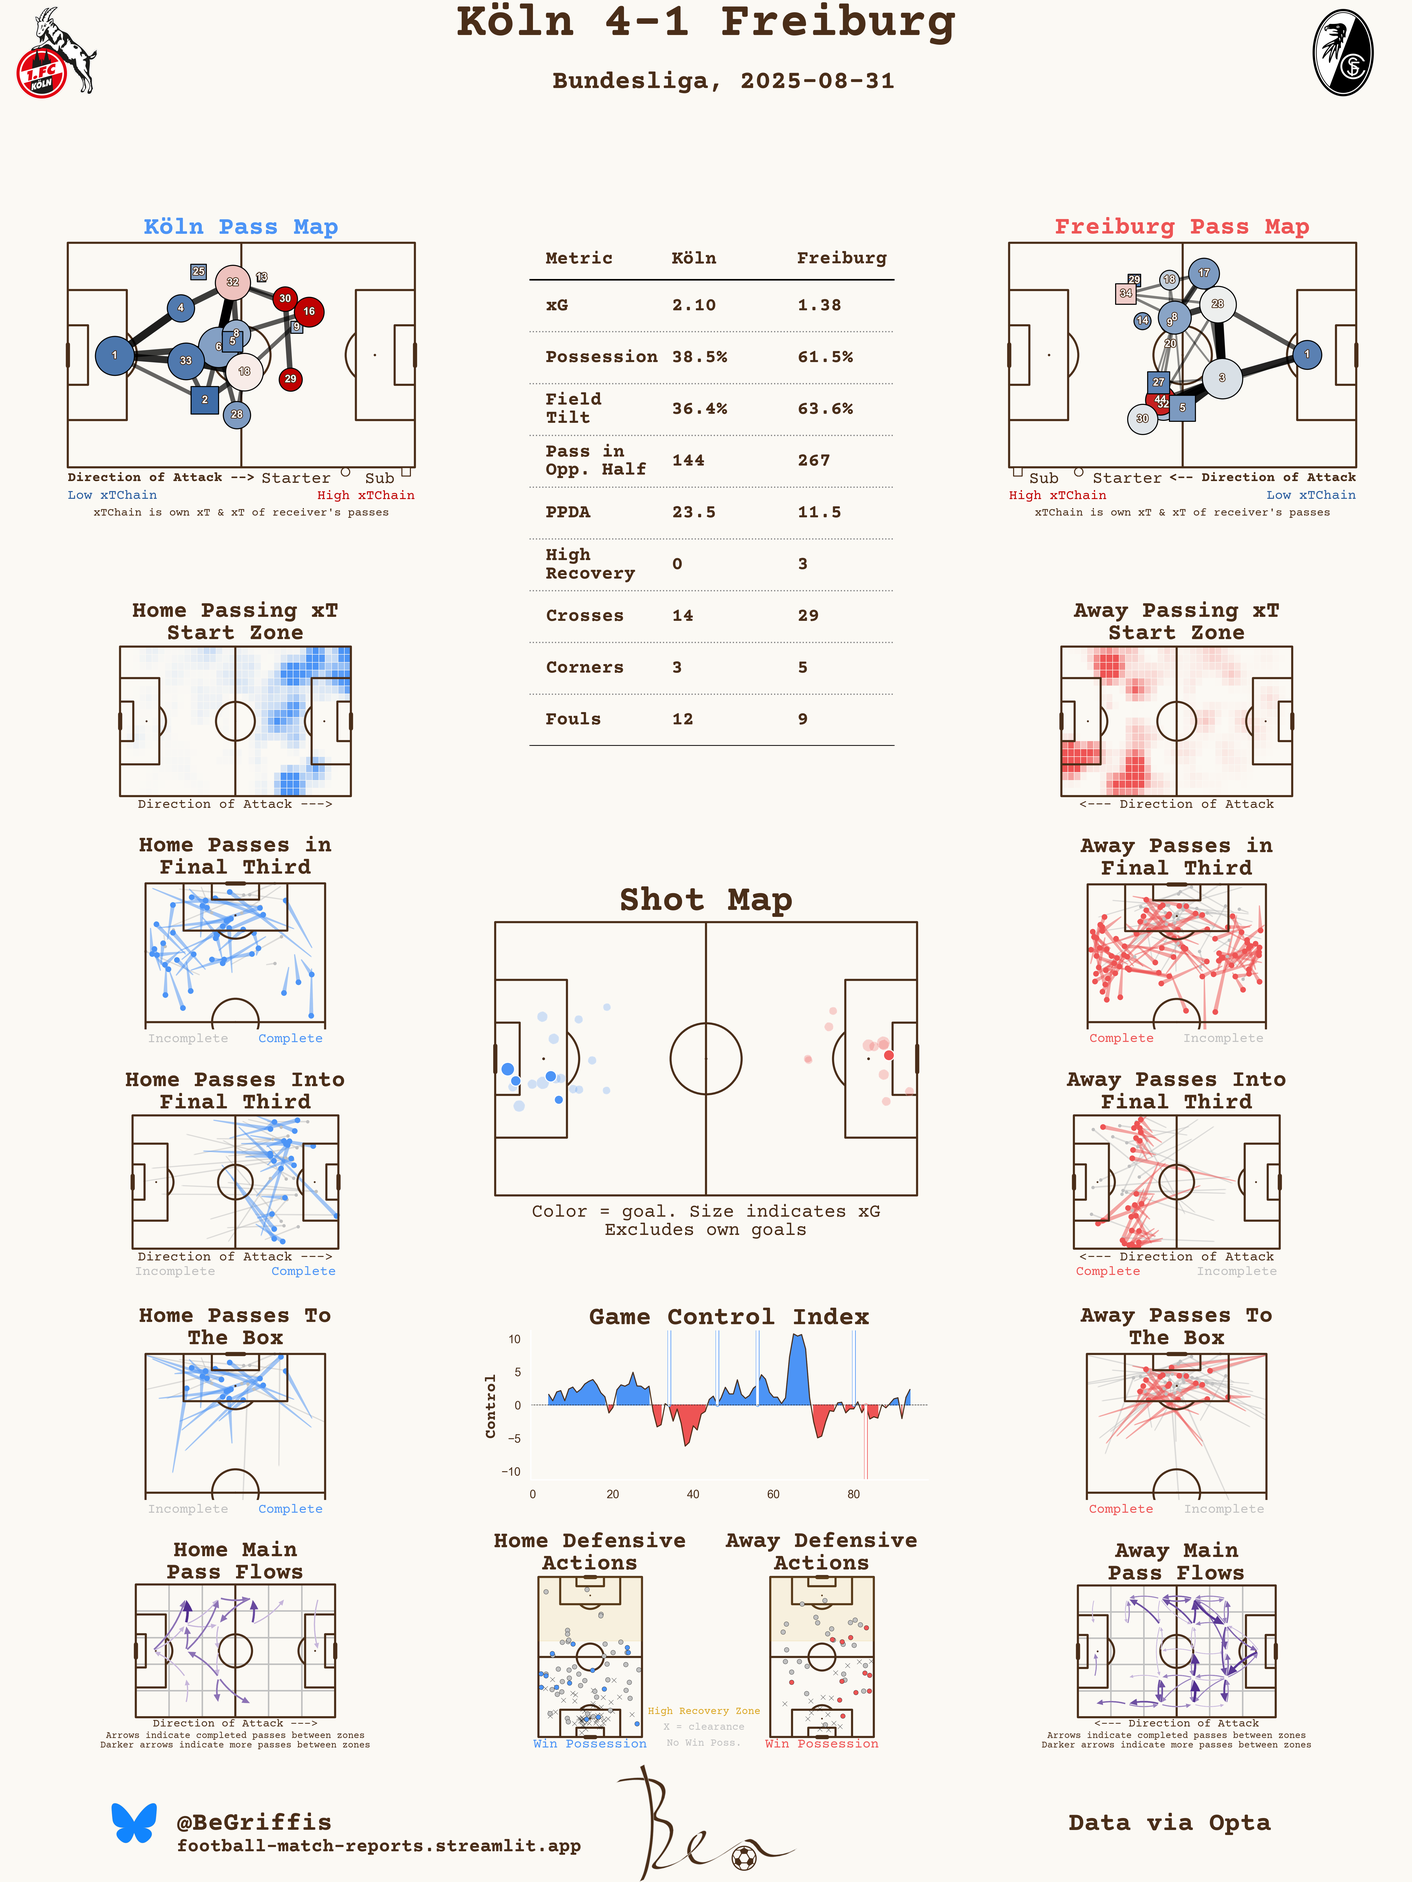 Köln 4-1 Freiburg
Bundesliga, 2025-08-31
1.FC
KÖLN
SC
Köln Pass Map
25
32
13
4
30
16
9
8
6
5
1
33
18
29
2
28
Direction of Attack --> Starter Sub
Low xTChain High xTChain
xTChain is own xT & xT of receiver's passes
Metric Köln Freiburg
xG 2.10 1.38
Possession 38.5% 61.5%
Field
Tilt 36.4% 63.6%
Pass in
Opp. Half 144 267
PPDA 23.5 11.5
High
Recovery 0 3
Crosses 14 29
Corners 3 5
Fouls 12 9
Freiburg Pass Map
29
18
17
34
28
14
9
8
20
1
27
3
44
32
5
30
Sub Starter <-- Direction of Attack
High xTChain Low xTChain
xTChain is own xT & xT of receiver's passes
Home Passing xT
Start Zone
Direction of Attack --->
Away Passing xT
Start Zone
<--- Direction of Attack
Home Passes in
Final Third
Incomplete Complete
Shot Map
Color = goal. Size indicates xG
Excludes own goals
Away Passes in
Final Third
Complete Incomplete
Home Passes Into
Final Third
Direction of Attack --->
Incomplete Complete
Away Passes Into
Final Third
<--- Direction of Attack
Complete Incomplete
Home Passes To
The Box
Incomplete Complete
Game Control Index
Control
10
5
0
−5
−10
0 20 40 60 80
Away Passes To
The Box
Complete Incomplete
Home Main
Pass Flows
Direction of Attack --->
Arrows indicate completed passes between zones
Darker arrows indicate more passes between zones
Home Defensive
Actions
Win Possession
Away Defensive
Actions
Win Possession
High Recovery Zone
X = clearance
No Win Poss.
Away Main
Pass Flows
<--- Direction of Attack
Arrows indicate completed passes between zones
Darker arrows indicate more passes between zones
@BeGriffis
football-match-reports.streamlit.app
Ben
Data via Opta